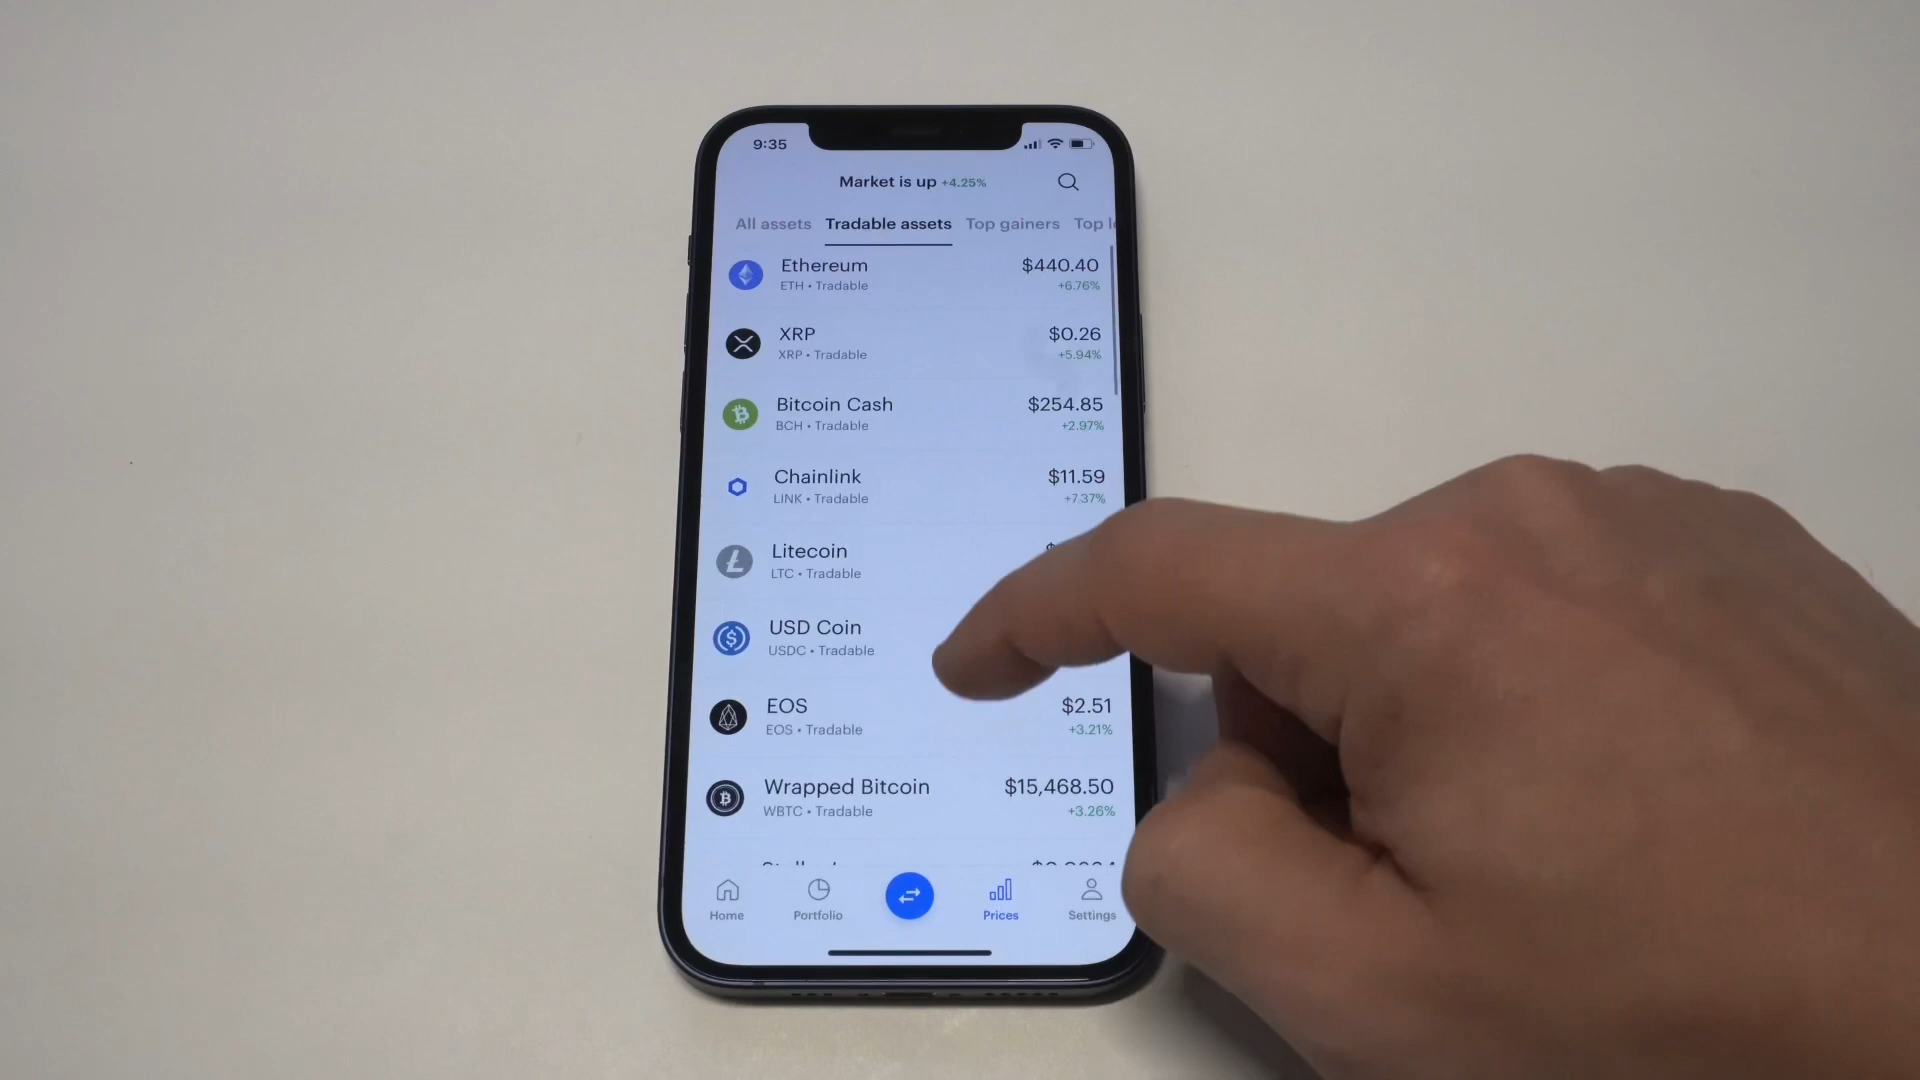 9:35
Market is up +4.25%
All assets Tradable assets Top gainers Top
Ethereum $440.40
ETH • Tradable +6.76%
XRP $0.26
XRP • Tradable +5.94%
Bitcoin Cash $254.85
BCH • Tradable +2.97%
Chainlink $11.59
LINK • Tradable +7.37%
Litecoin
LTC • Tradable
USD Coin
USDC • Tradable
EOS $2.51
EOS • Tradable +3.21%
Wrapped Bitcoin $15,468.50
WBTC • Tradable +3.26%
Home Portfolio Prices Settings